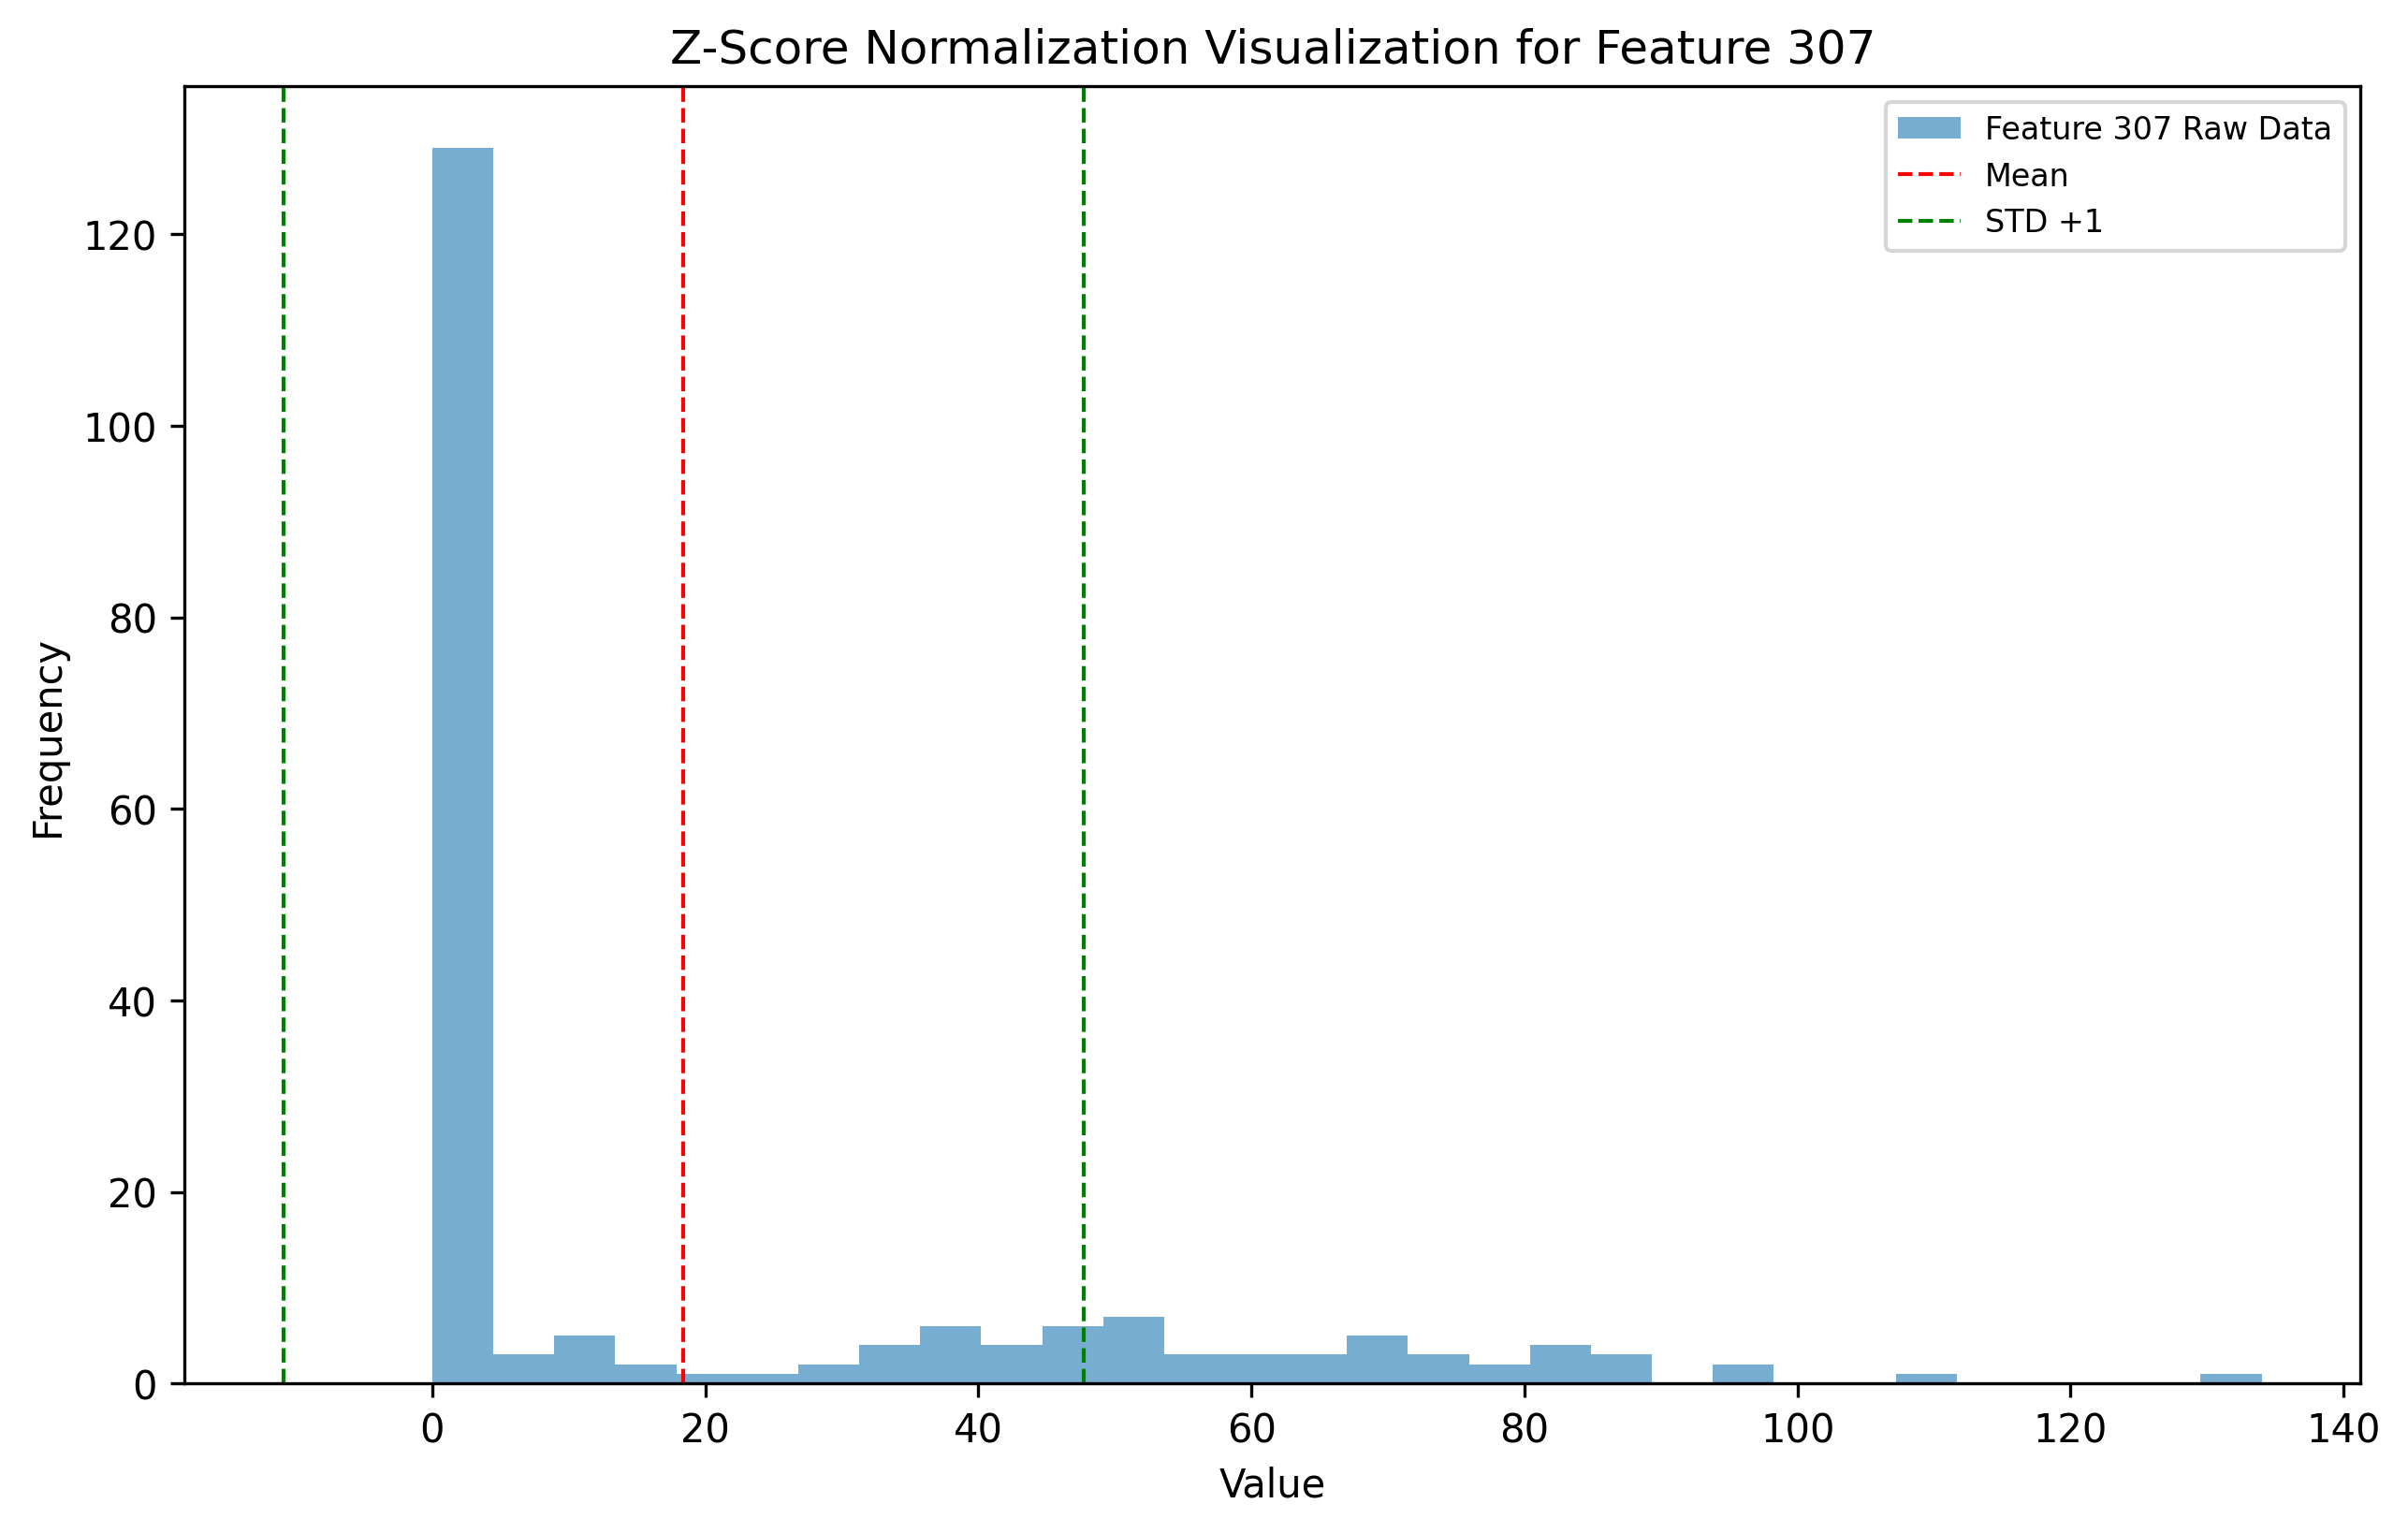 Z-Score Normalization Visualization for Feature 307
Feature 307 Raw Data
Mean
STD +1
120
100
80
60
40
20
0
Frequency
0 20 40 60 80 100 120 140
Value